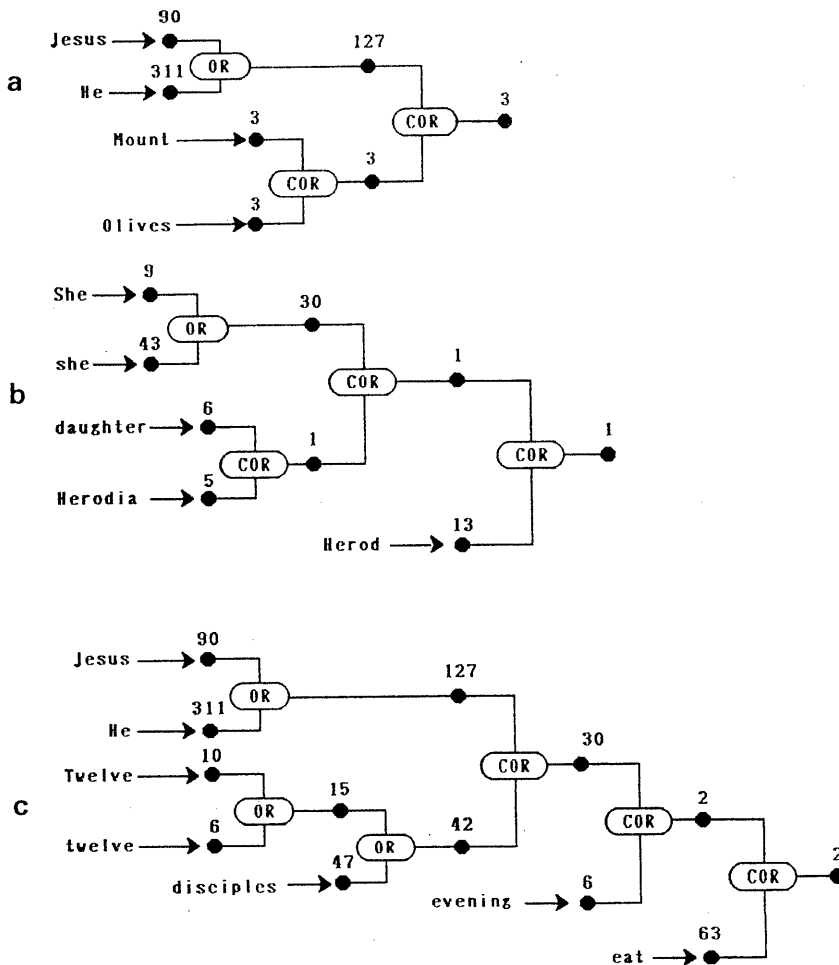 a
Jesus 90
He 311
OR 127
Mount 3
Olives 3
COR 3
COR 3
b
She 9
she 43
OR 30
daughter 6
Herodia 5
COR 1
COR 1
Herod 13
COR 1
c
Jesus 90
He 311
OR 127
Twelve 10
twelve 6
OR 15
disciples 47
OR 42
COR 30
evening 6
COR 2
eat 63
COR 2